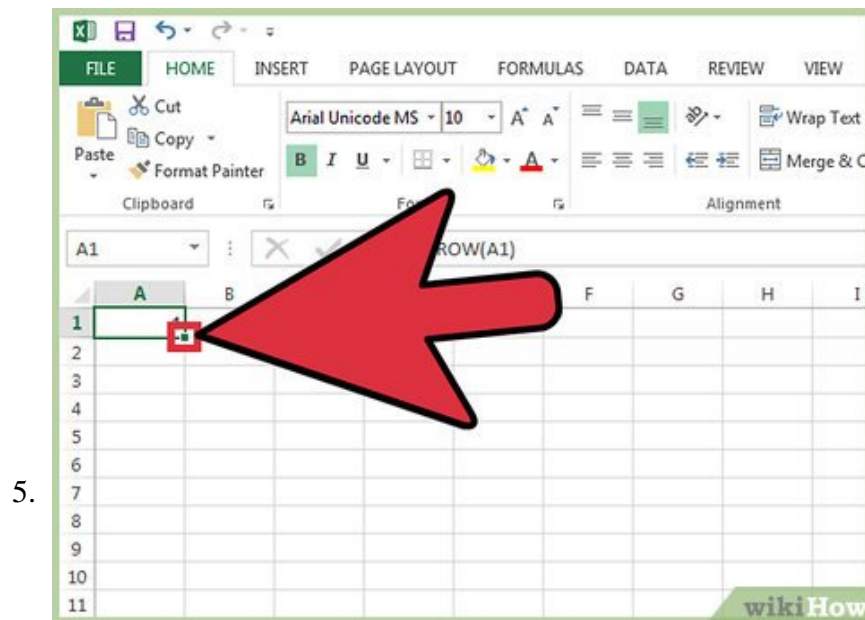 FILE HOME INSERT PAGE LAYOUT FORMULAS DATA REVIEW VIEW
Cut
Copy
Format Painter
Paste
Arial Unicode MS 10 A A
B I U A
Wrap Text
Merge & C
Clipboard Alignment
A1 ROW(A1)
A B F G H I
1
2
3
4
5
6
5. 7
8
9
10
11
wikiHow